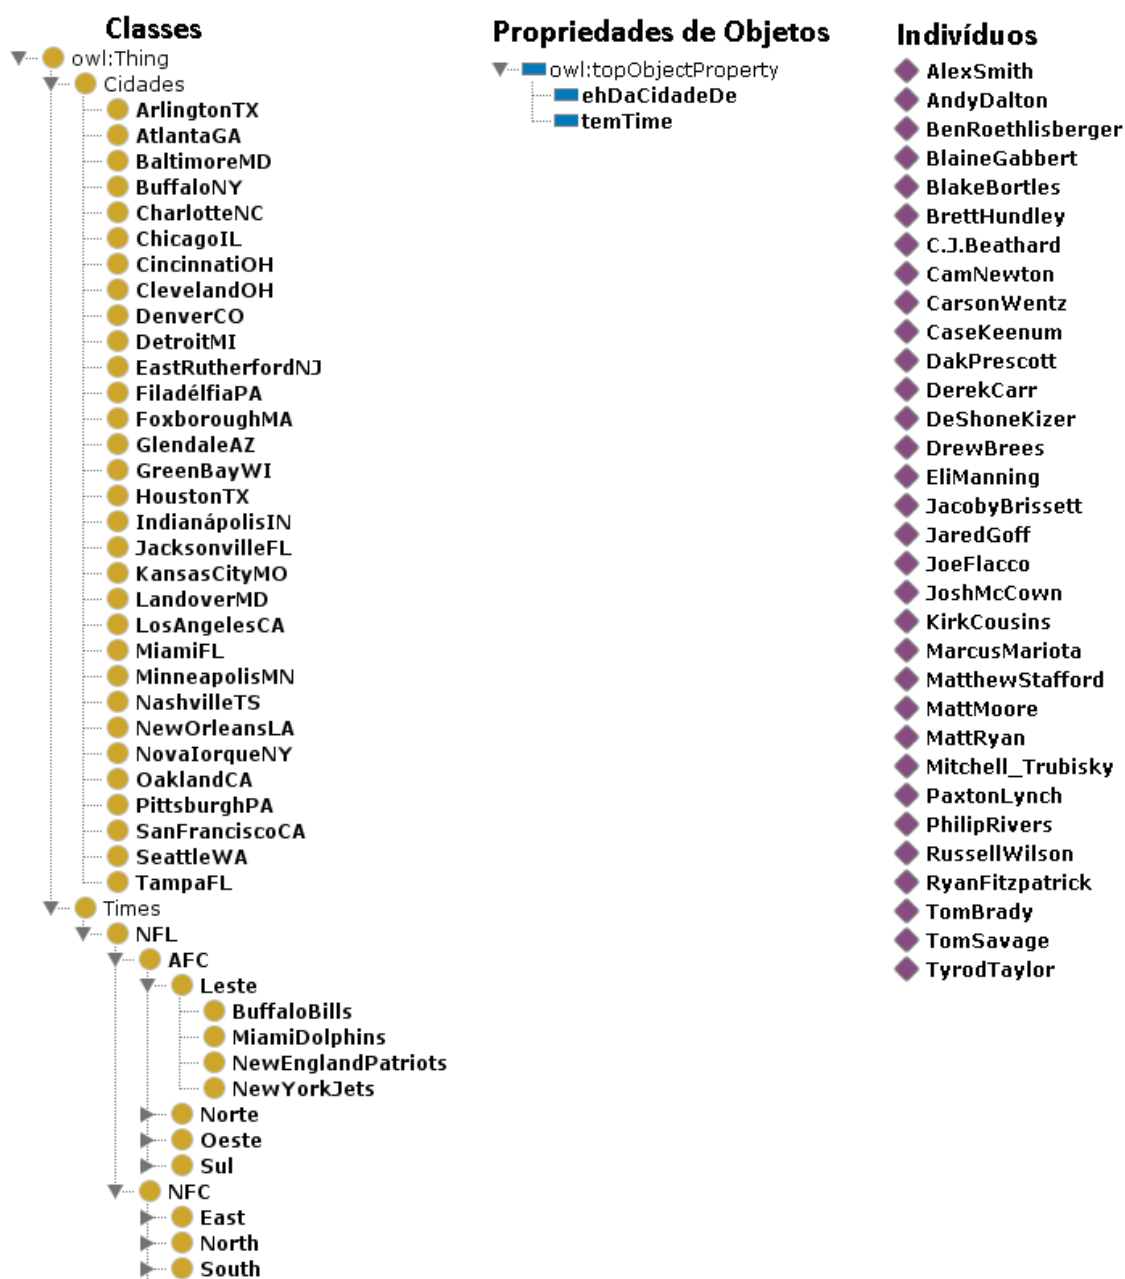 Classes
owl:Thing
Cidades
ArlingtonTX
AtlantaGA
BaltimoreMD
BuffaloNY
CharlotteNC
ChicagoIL
CincinnatiOH
ClevelandOH
DenverCO
DetroitMI
EastRutherfordNJ
FiladélfiaPA
FoxboroughMA
GlendaleAZ
GreenBayWI
HoustonTX
IndianápolisIN
JacksonvilleFL
KansasCityMO
LandoverMD
LosAngelesCA
MiamiFL
MinneapolisMN
NashvilleTS
NewOrleansLA
NovaIorqueNY
OaklandCA
PittsburghPA
SanFranciscoCA
SeattleWA
TampaFL
Times
NFL
AFC
Leste
BuffaloBills
MiamiDolphins
NewEnglandPatriots
NewYorkJets
Norte
Oeste
Sul
NFC
East
North
South
Propriedades de Objetos
owl:topObjectProperty
ehDaCidadeDe
temTime
Indivíduos
AlexSmith
AndyDalton
BenRoethlisberger
BlaineGabbert
BlakeBortles
BrettHundley
C.J.Beathard
CamNewton
CarsonWentz
CaseKeenum
DakPrescott
DerekCarr
DeShoneKizer
DrewBrees
EliManning
JacobyBrissett
JaredGoff
JoeFlacco
JoshMcCown
KirkCousins
MarcusMariota
MatthewStafford
MattMoore
MattRyan
Mitchell_Trubisky
PaxtonLynch
PhilipRivers
RussellWilson
RyanFitzpatrick
TomBrady
TomSavage
TyrodTaylor